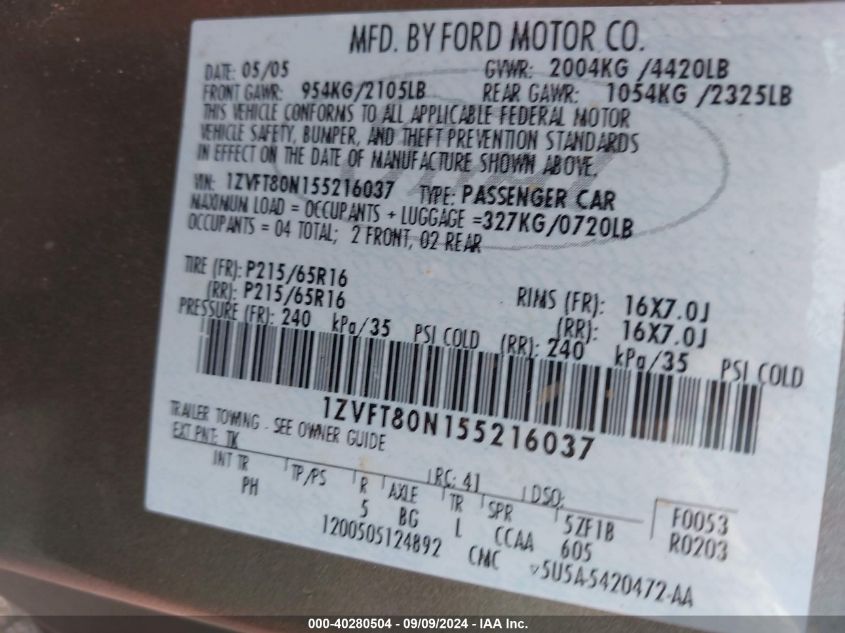 MFD. BY FORD MOTOR CO.
DATE: 05/05 GVWR: 2004KG /4420LB
FRONT GAWR: 954KG/2105LB REAR GAWR: 1054KG /2325LB
THIS VEHICLE CONFORMS TO ALL APPLICABLE FEDERAL MOTOR
VEHICLE SAFETY, BUMPER, AND THEFT PREVENTION STANDARDS
IN EFFECT ON THE DATE OF MANUFACTURE SHOWN ABOVE.
VIN: 1ZVFT80N155216037 TYPE: PASSENGER CAR
MAXIMUM LOAD = OCCUPANTS + LUGGAGE =327KG/0720LB
OCCUPANTS = 04 TOTAL; 2 FRONT, 02 REAR
TIRE (FR): P215/65R16 RIMS (FR): 16X7.0J
(RR): P215/65R16 (RR): 16X7.0J
PRESSURE (FR): 240 kPa/35 PSI COLD (RR): 240 kPa/35 PSI COLD
1ZVFT80N155216037
TRAILER TOWING - SEE OWNER GUIDE
EXT PNT: TK RC: 41 DSO: F0053
INT TR TP/PS R AXLE TR SPR 5ZF1B R0203
PH 5 BG L CCAA 605
1200505124892 CMC v5U5A-5420472-AA
000-40280504 - 09/09/2024 - IAA Inc.